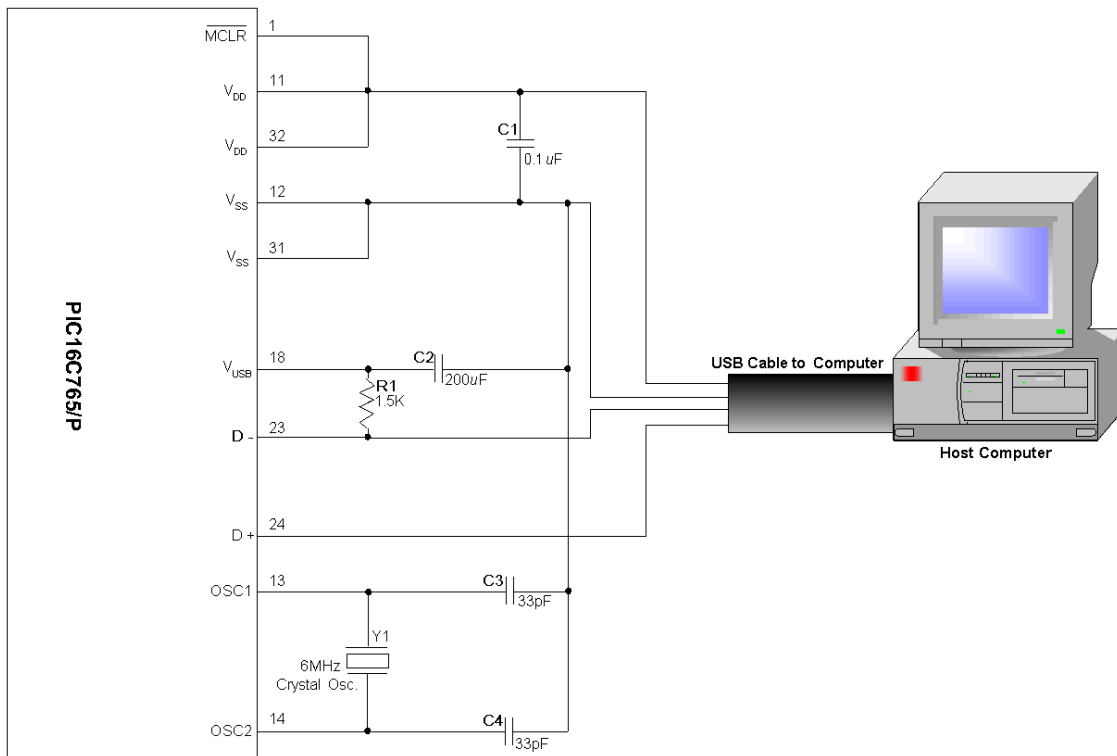 MCLR
1
VDD
11
C1
0.1uF
VDD
32
VSS
12
VSS
31
PIC16C765/P
VUSB
18
C2
200uF
R1
1.5K
D -
23
USB Cable to Computer
Host Computer
D +
24
OSC1
13
C3
33pF
Y1
6MHz
Crystal Osc.
OSC2
14
C4
33pF